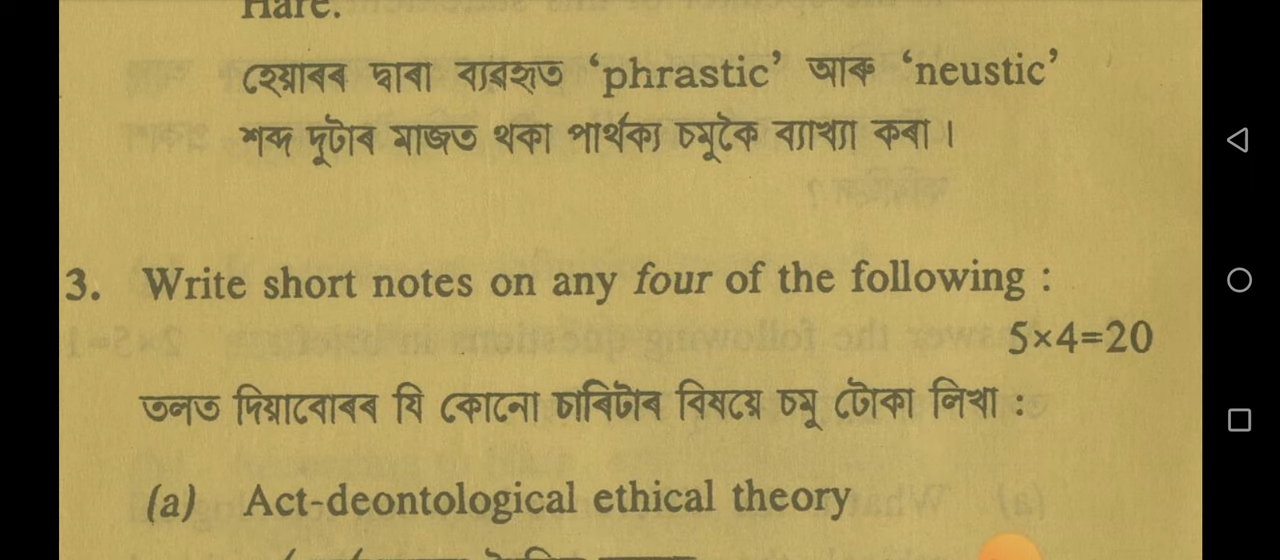 Hare.
হেয়াৰৰ দ্বাৰা ব্যৱহৃত ‘phrastic’ আৰু ‘neustic’
শব্দ দুটাৰ মাজত থকা পাৰ্থক্য চমুকৈ ব্যাখ্যা কৰা।
3. Write short notes on any four of the following :
5×4=20
তলত দিয়াবোৰৰ যি কোনো চাৰিটাৰ বিষয়ে চমু টোকা লিখা :
(a) Act-deontological ethical theory